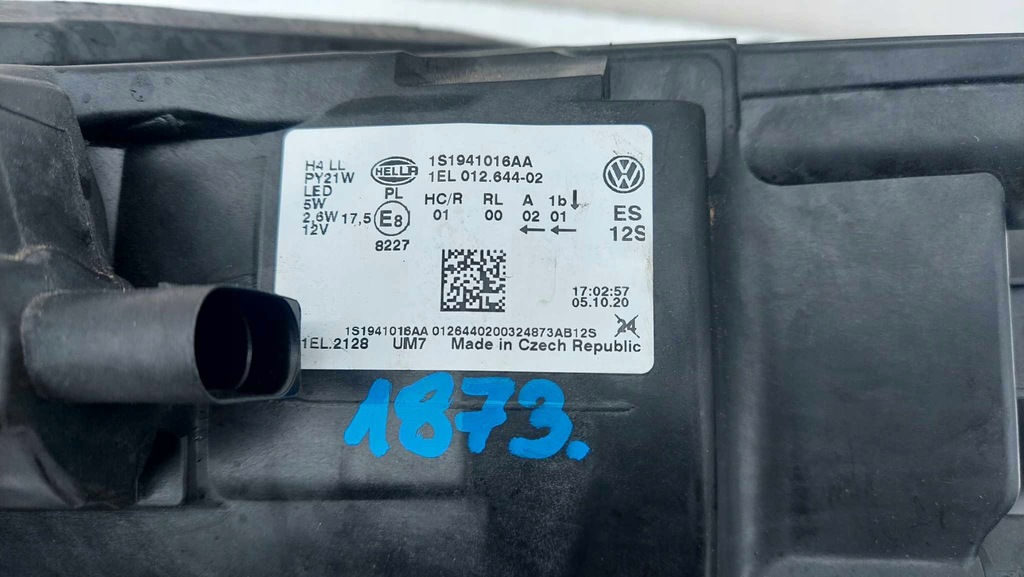 H4 LL
PY21W
LED
5W
2,6W 17,5
12V
HELLA
1S1941016AA
1EL 012.644-02
PL
E8
8227
HC/R RL A 1b↓
01 00 02 01
← ←
ES
12S
17:02:57
05.10.20
24
1S1941016AA 0126440200324873AB12S
1EL.2128 UM7 Made in Czech Republic
1873.